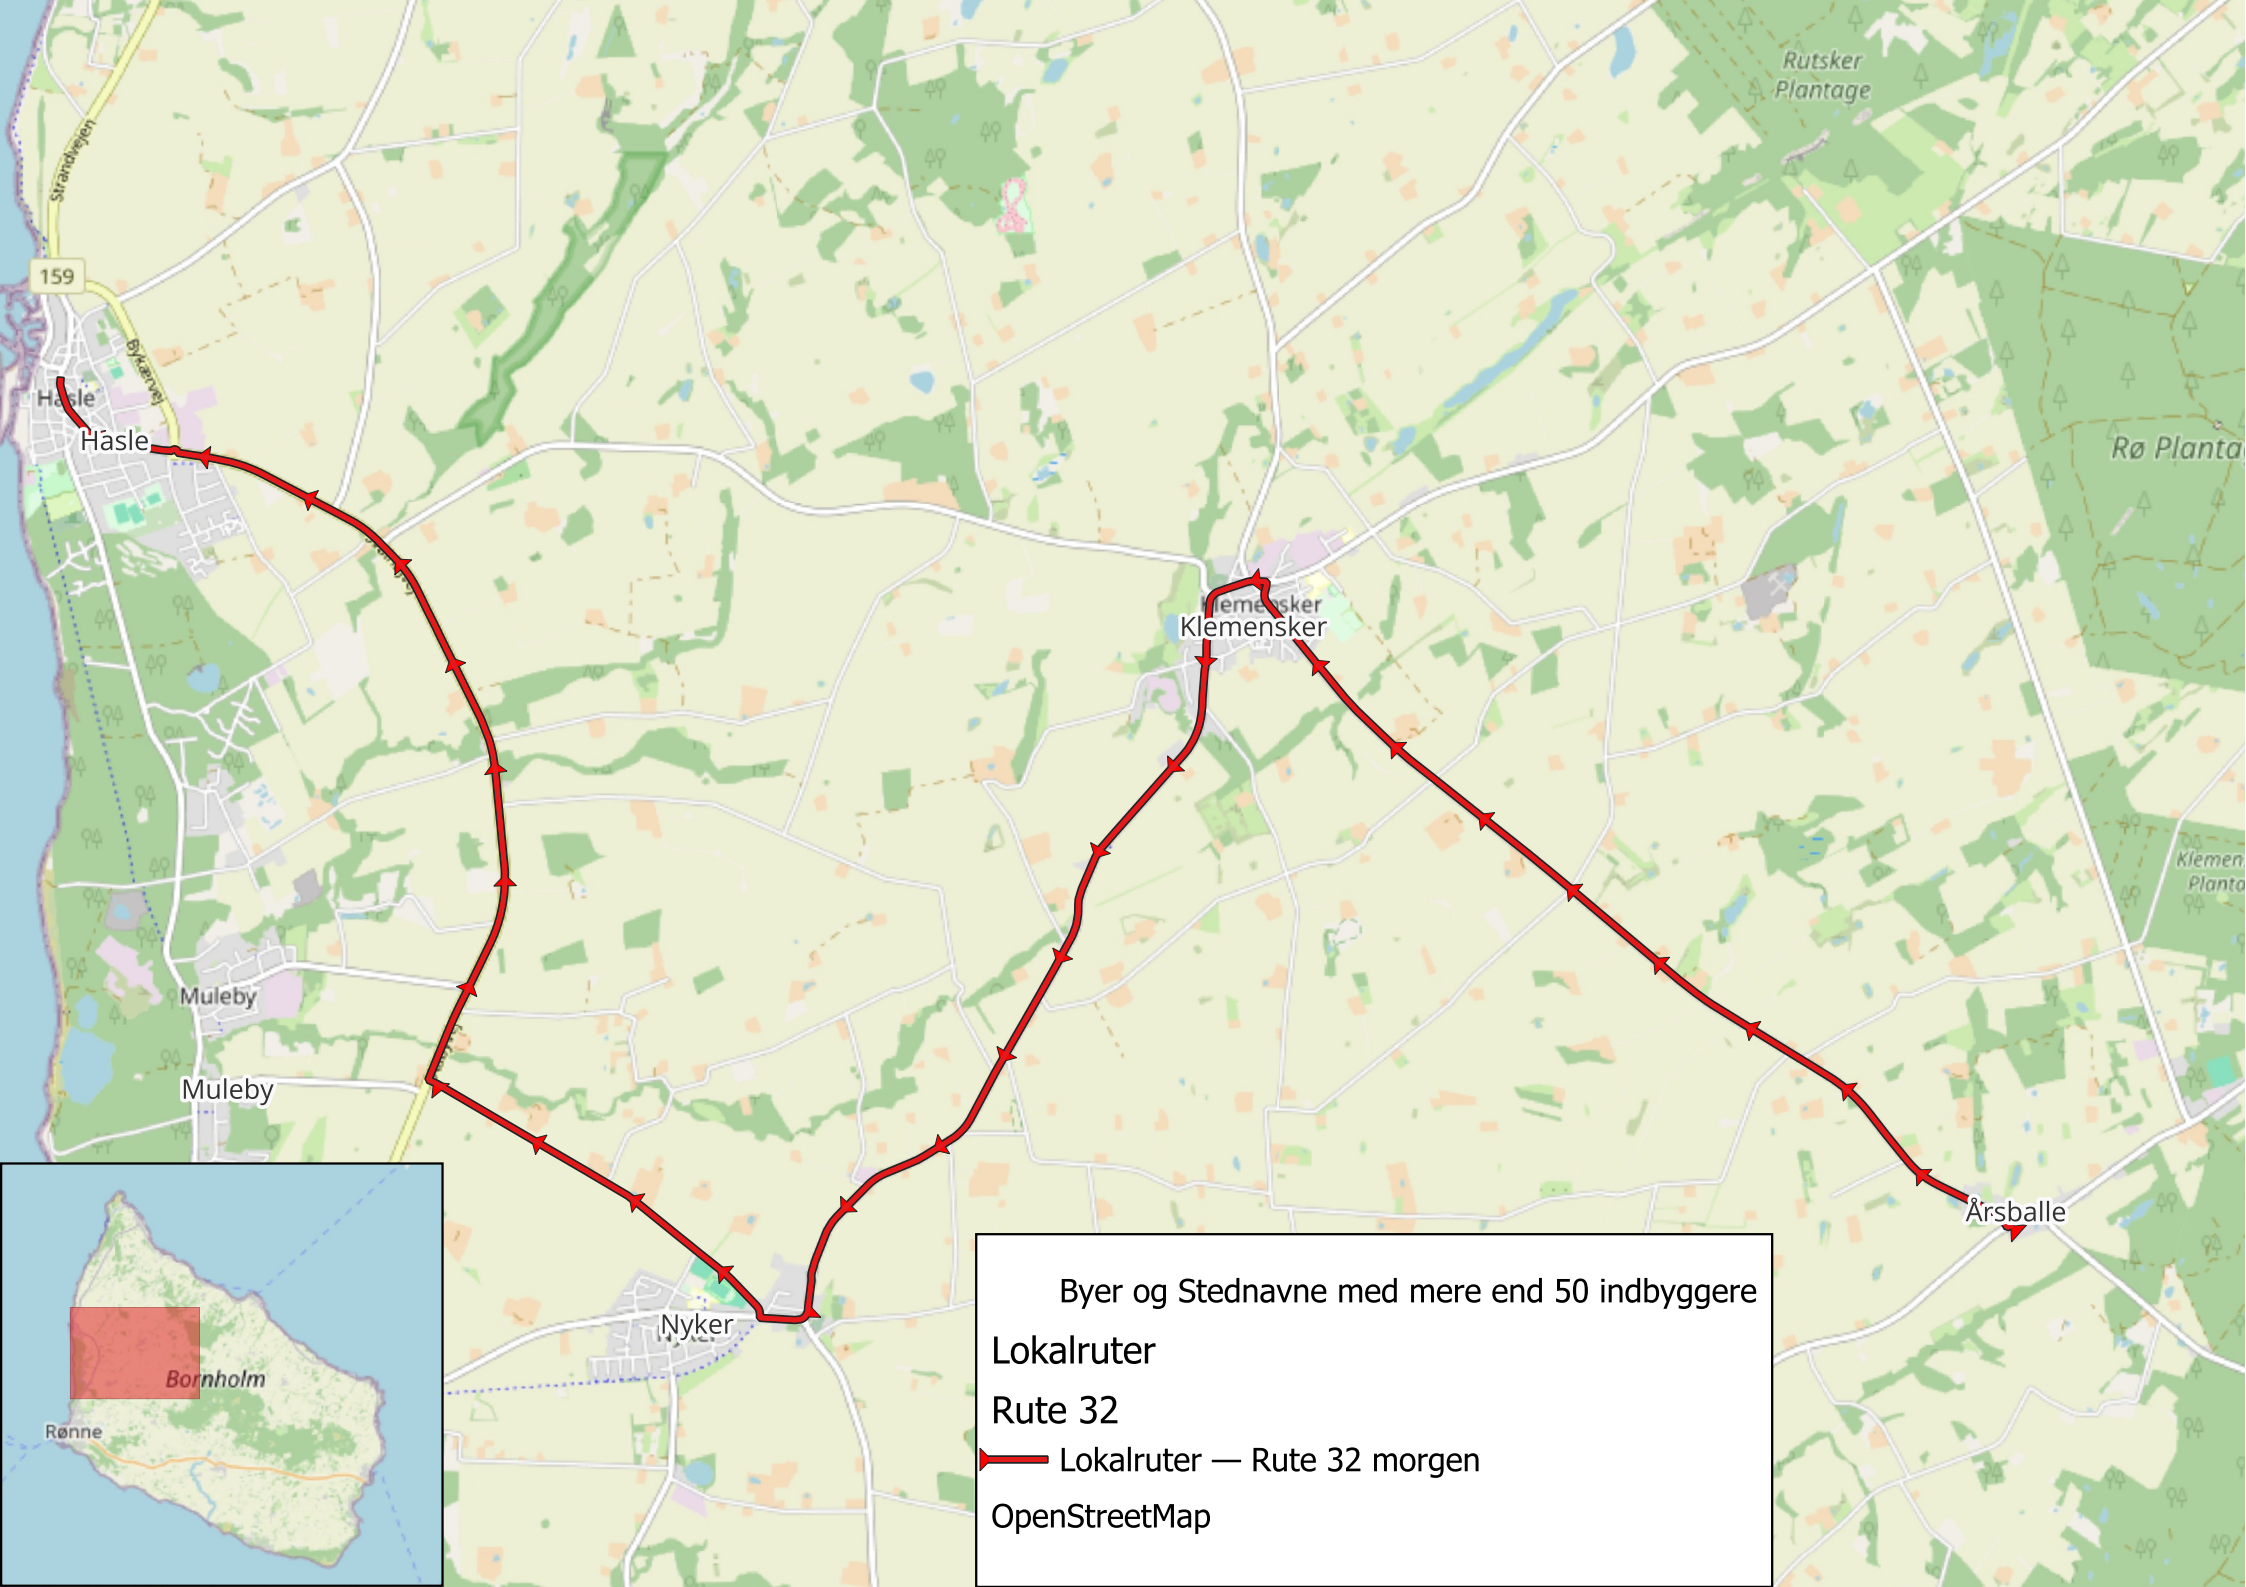 Rutsker
Plantage
Strandvejen
159
Bykærvej
Hasle
Hasle
Rø Planta
Klemensker
Klemensker
Klemen
Planta
Muleby
Muleby
Årsballe
Nyker
Bornholm
Rønne
Byer og Stednavne med mere end 50 indbyggere
Lokalruter
Rute 32
Lokalruter — Rute 32 morgen
OpenStreetMap